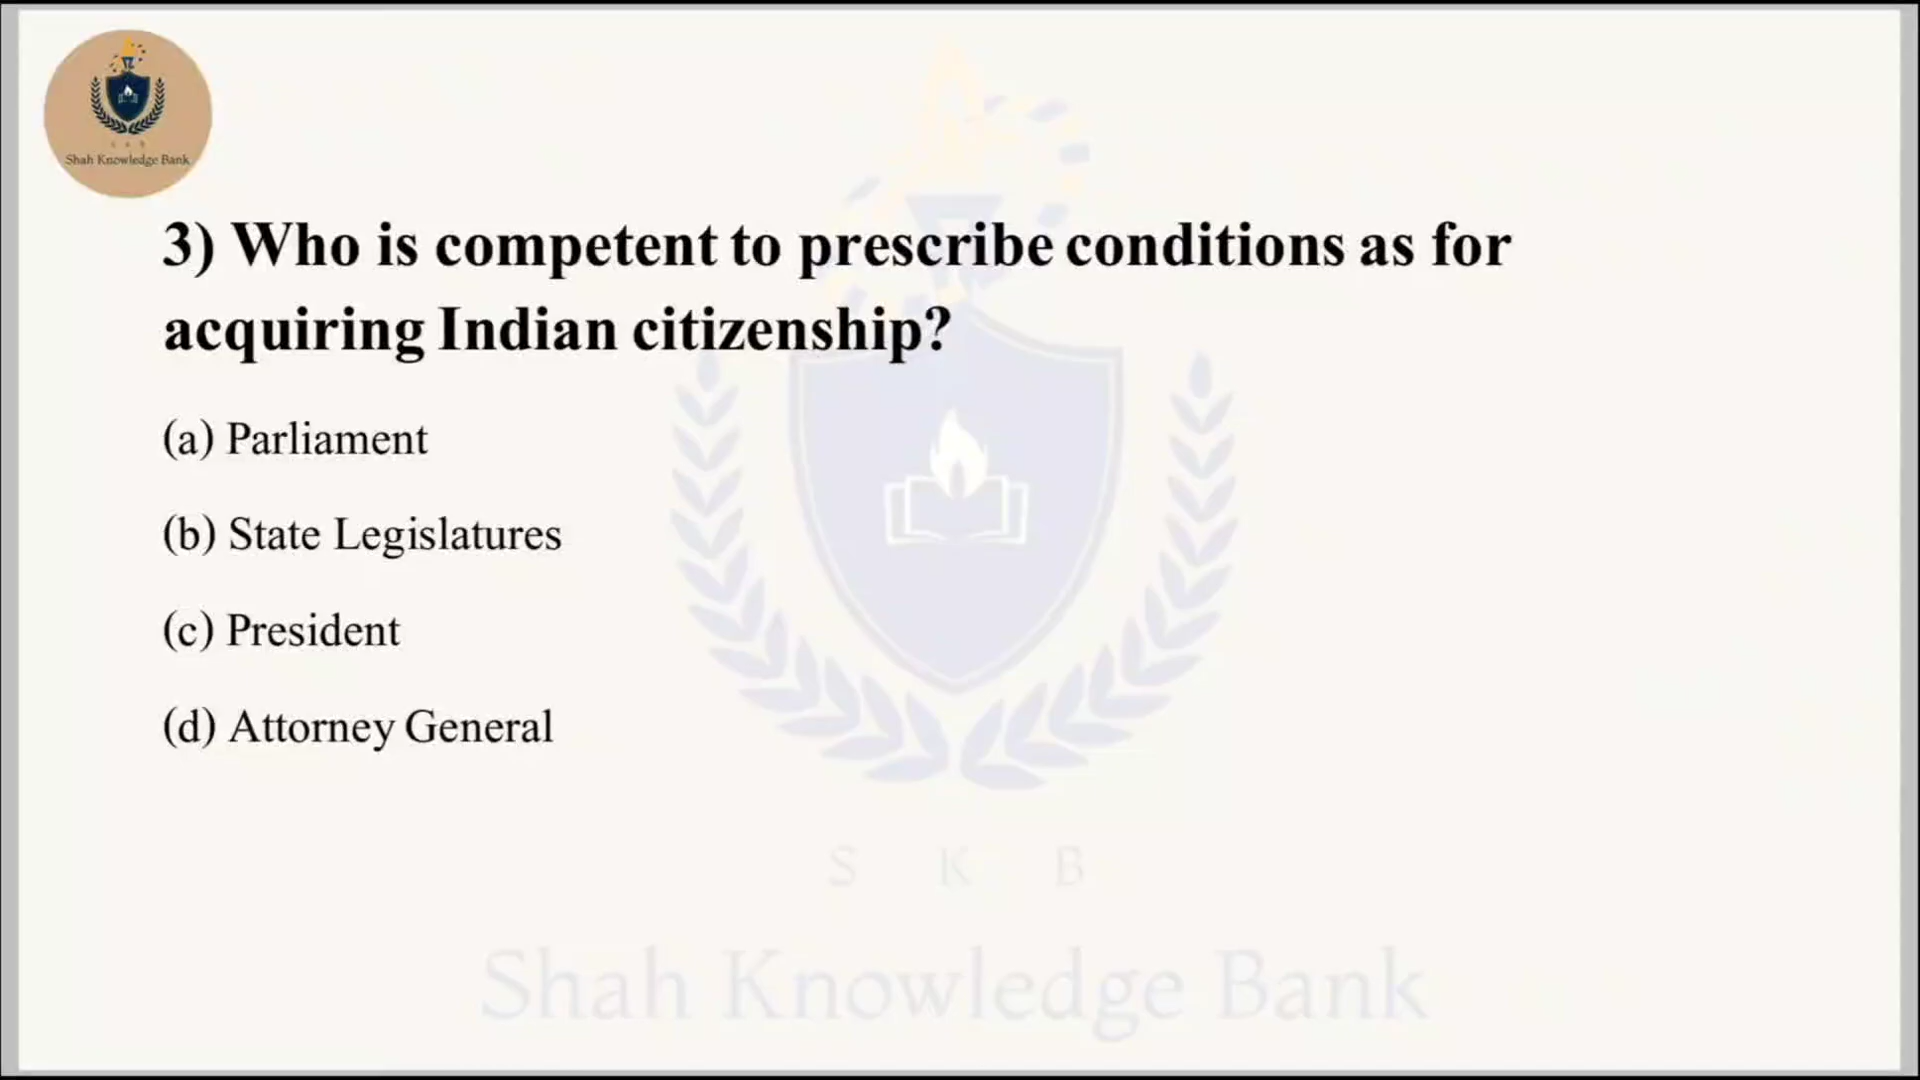 Shah Knowledge Bank
3) Who is competent to prescribe conditions as for
acquiring Indian citizenship?
(a) Parliament
(b) State Legislatures
(c) President
(d) Attorney General
S K B
Shah Knowledge Bank